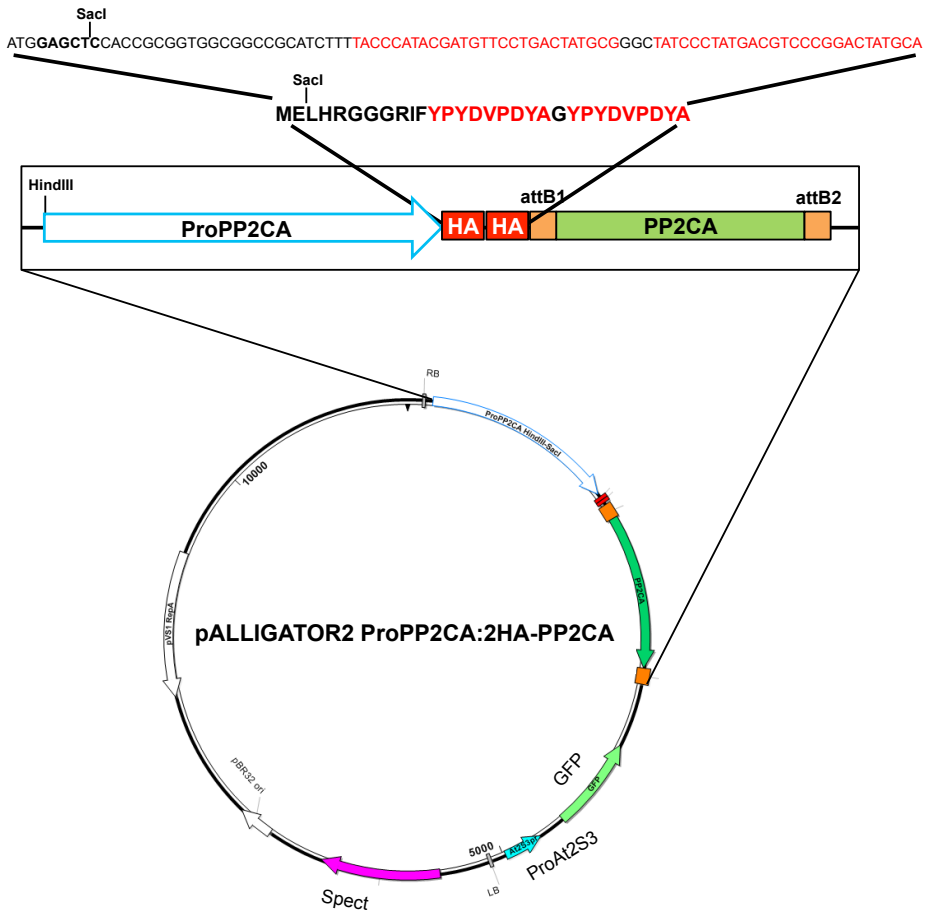 SacI
ATGGAGCTCCACCGCGGTGGCGGCCGCATCTTTTACCCATACGATGTTCCTGACTATGCGGGCTATCCCTATGACGTCCCGGACTATGCA
SacI
MELHRGGGRIFYPYDVPDYAGYPYDVPDYA
HindIII
attB1
attB2
ProPP2CA
HA
HA
PP2CA
RB
ProPP2CA HindIII-SacI
10000
PP2CA
pVS1 RepA
pALLIGATOR2 ProPP2CA:2HA-PP2CA
GFP
GFP
pBR32 ori
At2S3pr
ProAt2S3
5000
LB
Spect